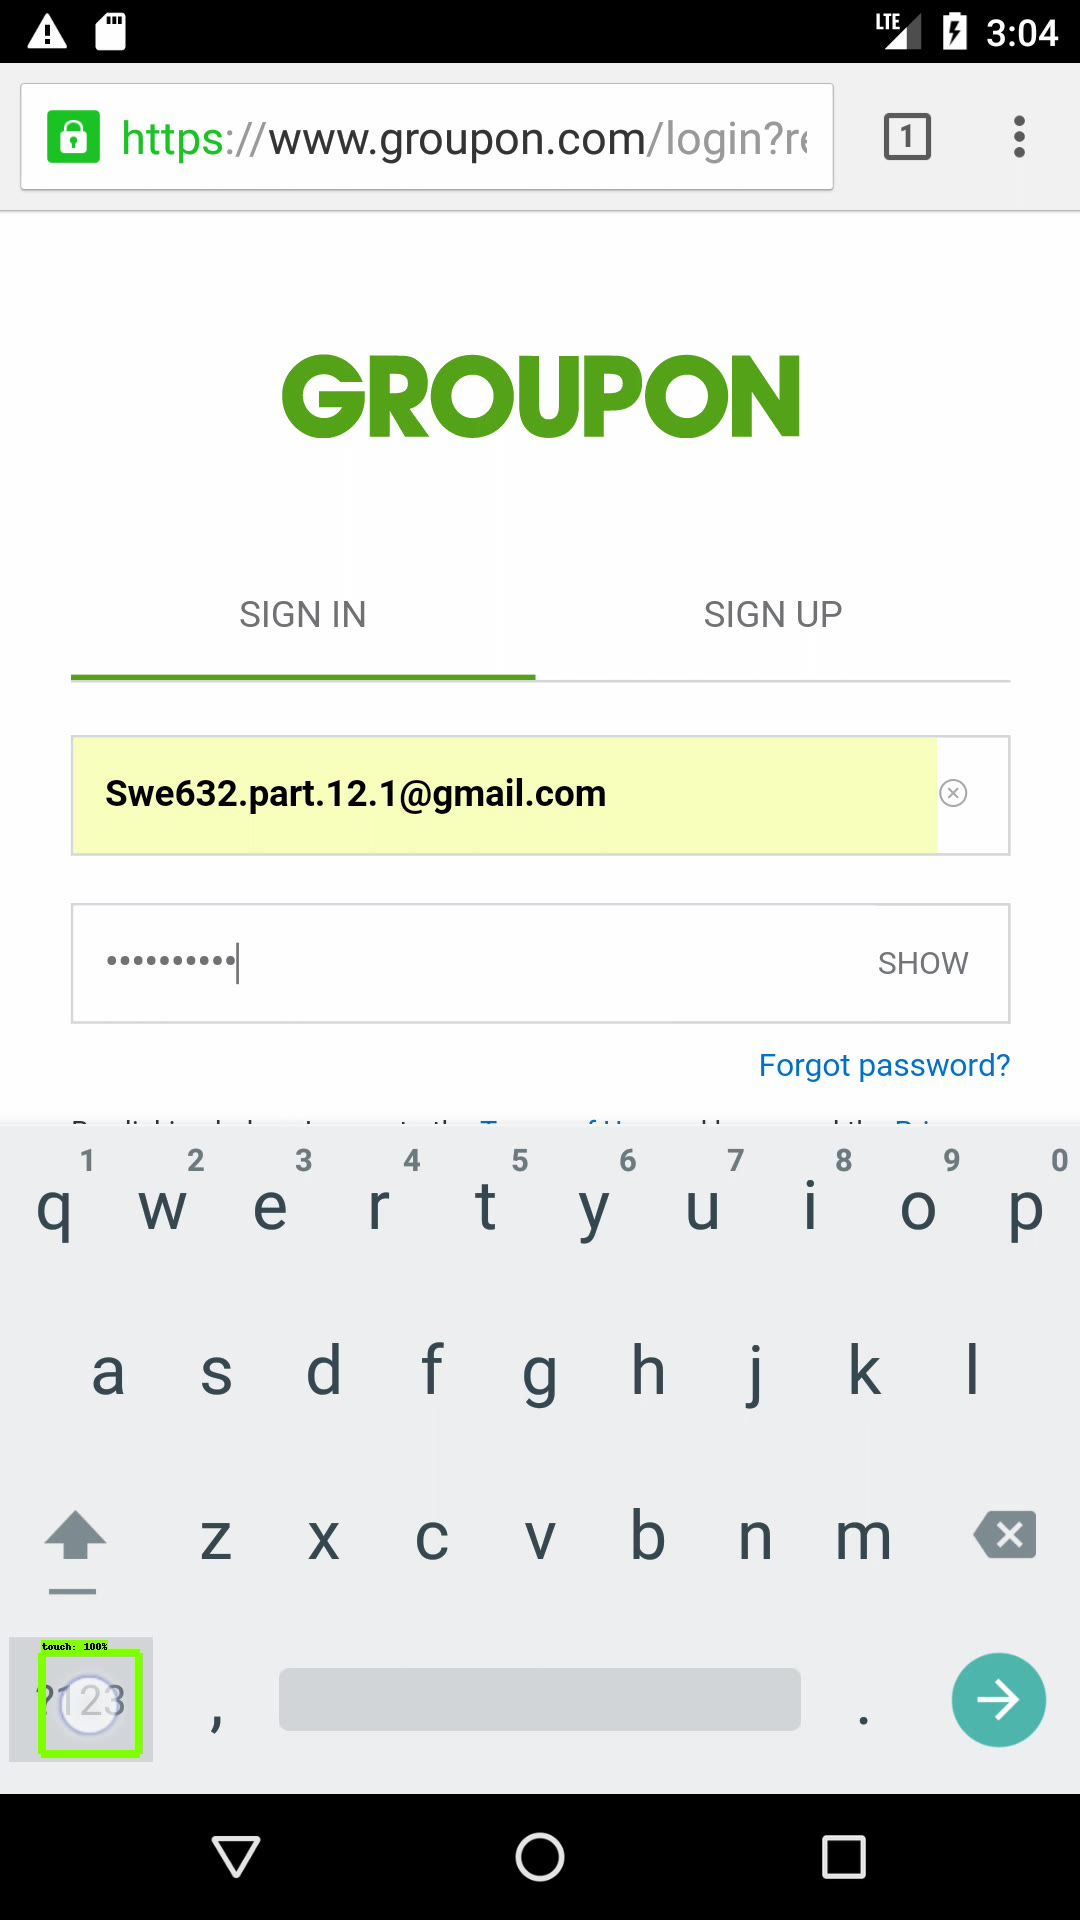 LTE 3:04
https://www.groupon.com/login?re
1
GROUPON
SIGN IN SIGN UP
Swe632.part.12.1@gmail.com
•••••••••• SHOW
Forgot password?
1 2 3 4 5 6 7 8 9 0
q w e r t y u i o p
a s d f g h j k l
z x c v b n m
touch: 100%
?123 , .